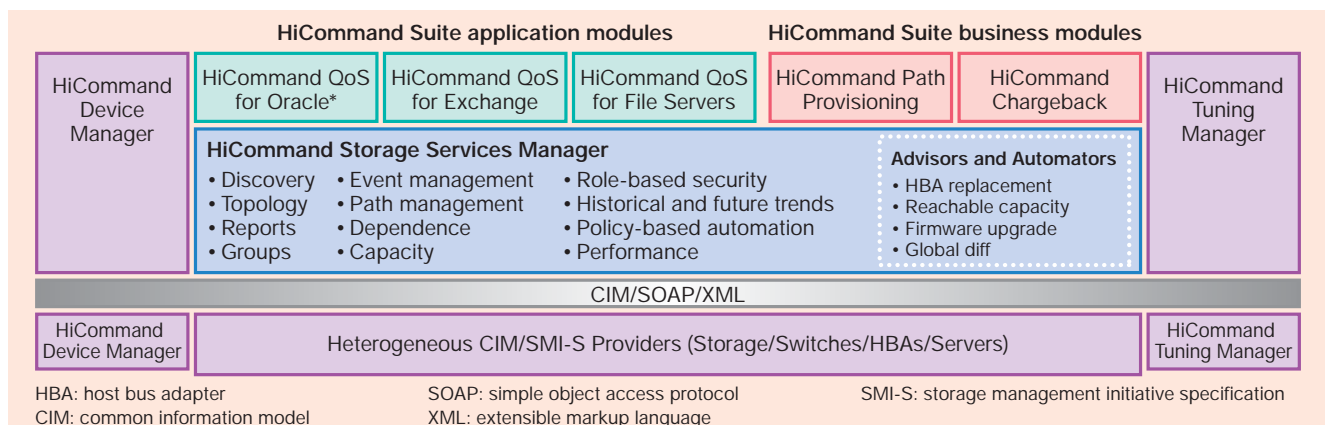 HiCommand Suite application modules
HiCommand Suite business modules
HiCommand
Device
Manager
HiCommand QoS
for Oracle*
HiCommand QoS
for Exchange
HiCommand QoS
for File Servers
HiCommand Path
Provisioning
HiCommand
Chargeback
HiCommand
Tuning
Manager
HiCommand Storage Services Manager
• Discovery
• Topology
• Reports
• Groups
• Event management
• Path management
• Dependence
• Capacity
• Role-based security
• Historical and future trends
• Policy-based automation
• Performance
Advisors and Automators
• HBA replacement
• Reachable capacity
• Firmware upgrade
• Global diff
CIM/SOAP/XML
HiCommand
Device Manager
Heterogeneous CIM/SMI-S Providers (Storage/Switches/HBAs/Servers)
HiCommand
Tuning Manager
HBA: host bus adapter
CIM: common information model
SOAP: simple object access protocol
XML: extensible markup language
SMI-S: storage management initiative specification